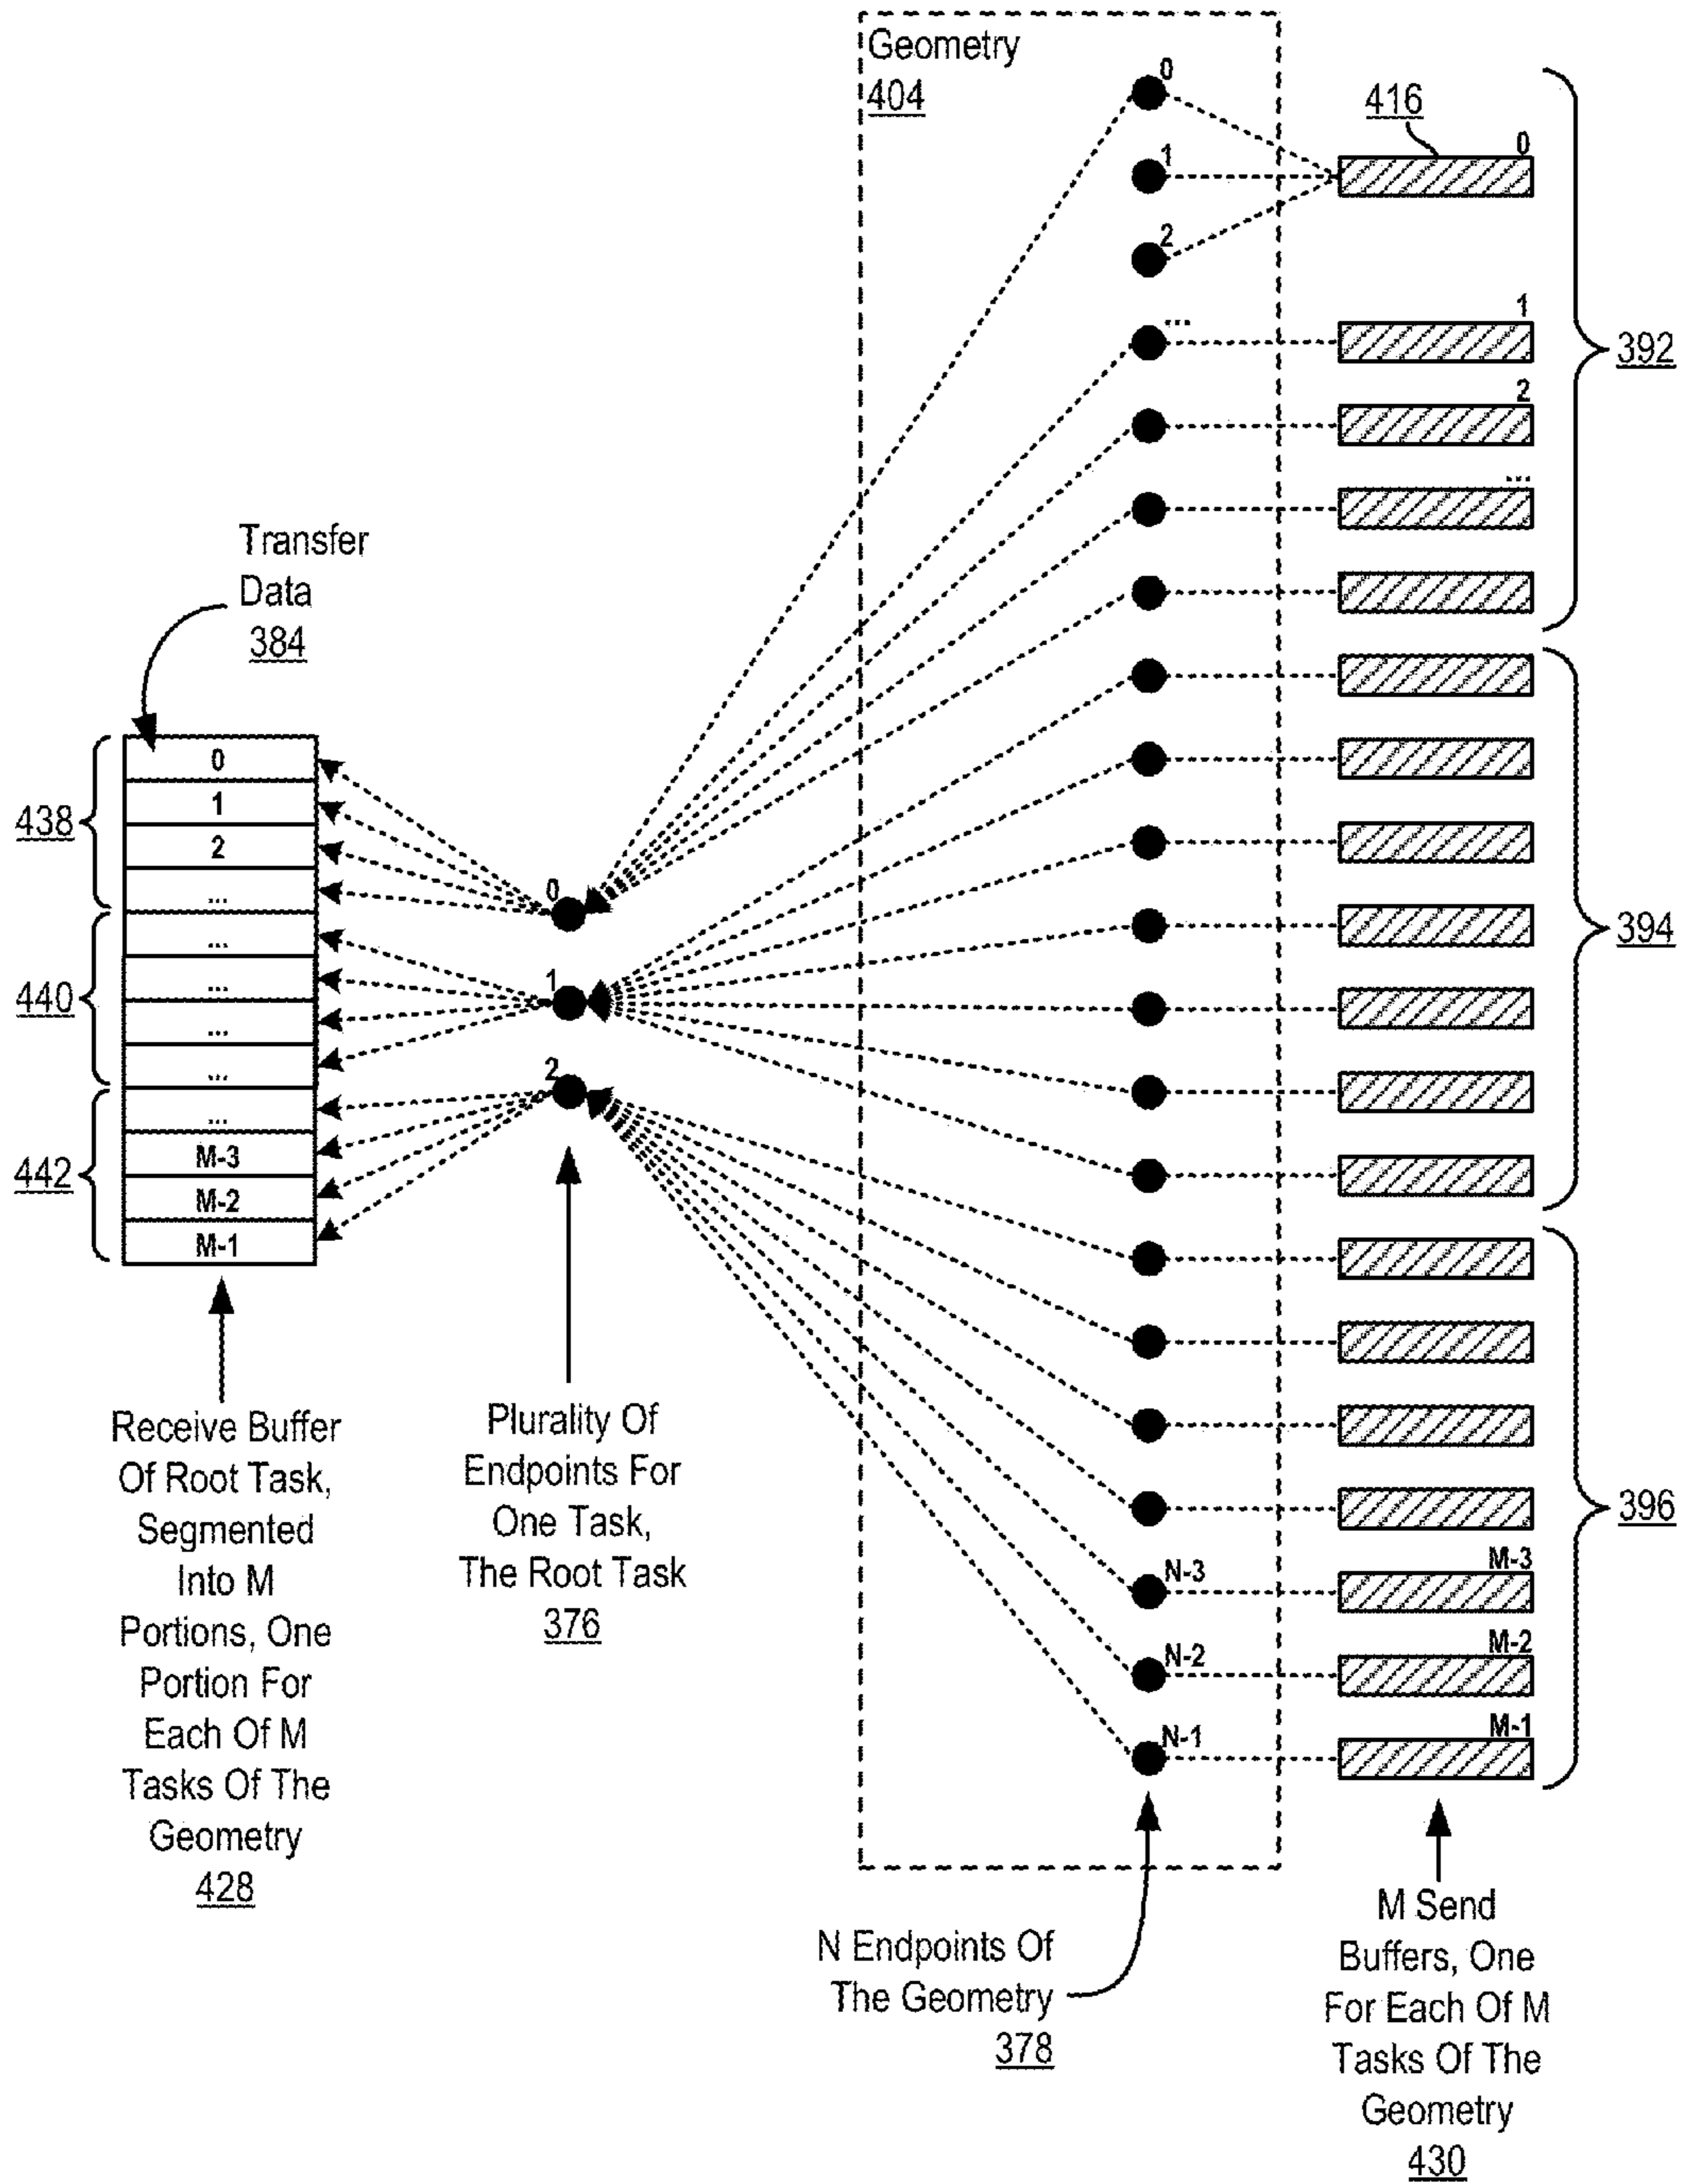 Geometry
404
0
1
2
...
416
0
1
2
...
392
394
396
Transfer
Data
384
438
440
442
0
1
2
...
...
...
...
...
...
M-3
M-2
M-1
0
1
2
N-3
N-2
N-1
M-3
M-2
M-1
Receive Buffer
Of Root Task,
Segmented
Into M
Portions, One
Portion For
Each Of M
Tasks Of The
Geometry
428
Plurality Of
Endpoints For
One Task,
The Root Task
376
N Endpoints Of
The Geometry
378
M Send
Buffers, One
For Each Of M
Tasks Of The
Geometry
430